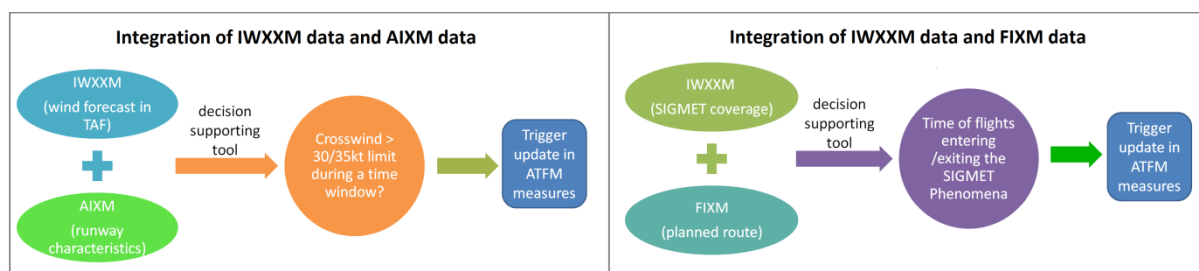 Integration of IWXXM data and AIXM data
IWXXM
(wind forecast in
TAF)
AIXM
(runway
characteristics)
decision
supporting
tool
Crosswind >
30/35kt limit
during a time
window?
Trigger
update in
ATFM
measures
Integration of IWXXM data and FIXM data
IWXXM
(SIGMET coverage)
FIXM
(planned route)
decision
supporting
tool
Time of flights
entering
/exiting the
SIGMET
Phenomena
Trigger
update in
ATFM
measures